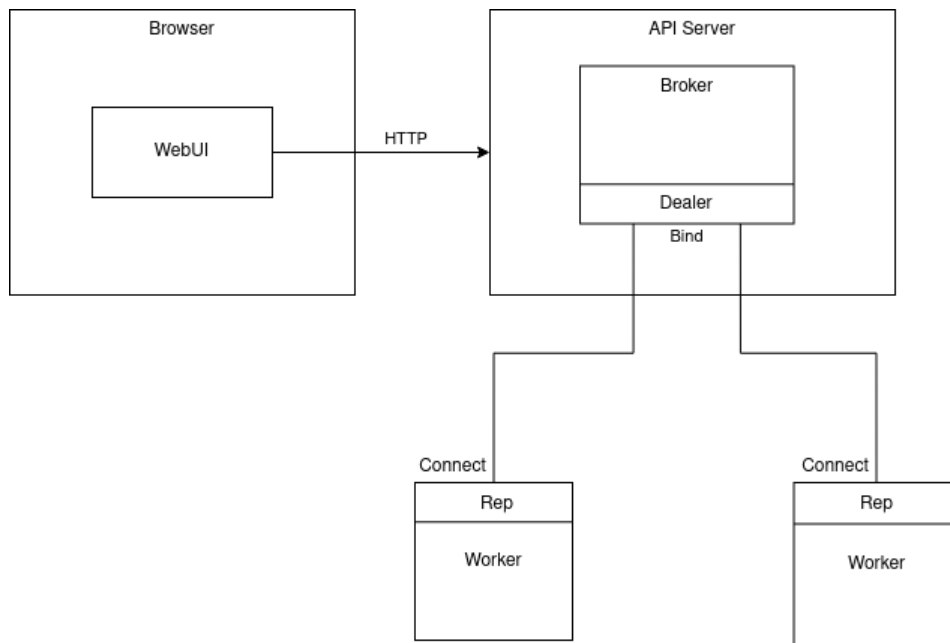 Browser
API Server
Broker
WebUI
HTTP
Dealer
Bind
Connect
Connect
Rep
Rep
Worker
Worker